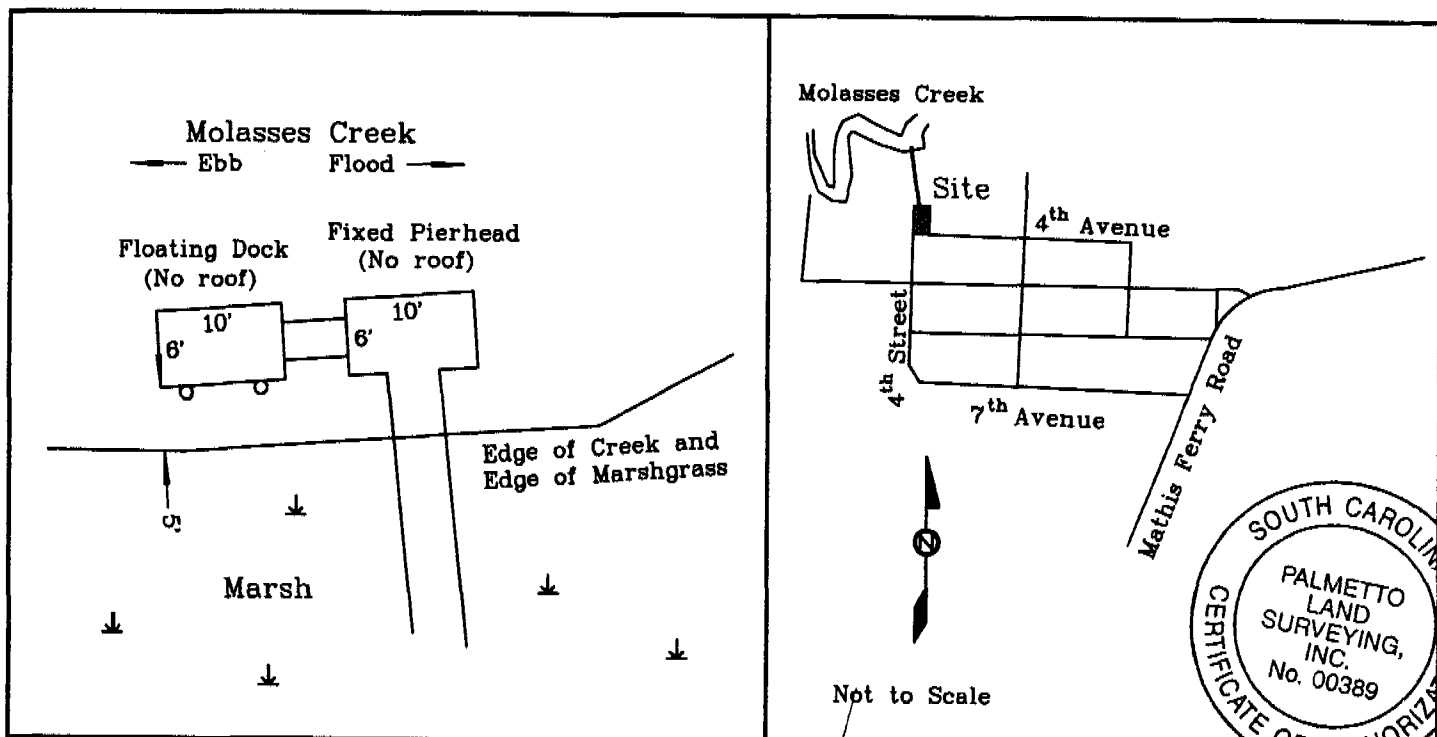 Molasses Creek
Ebb Flood
Floating Dock
(No roof)
Fixed Pierhead
(No roof)
10'
6'
10'
6'
Edge of Creek and
Edge of Marshgrass
5'
Marsh
Molasses Creek
Site
4th Avenue
4th Street
7th Avenue
Mathis Ferry Road
N
Not to Scale
SOUTH CAROLIN
PALMETTO
LAND
SURVEYING,
INC.
No. 00389
CERTIFICATE OF